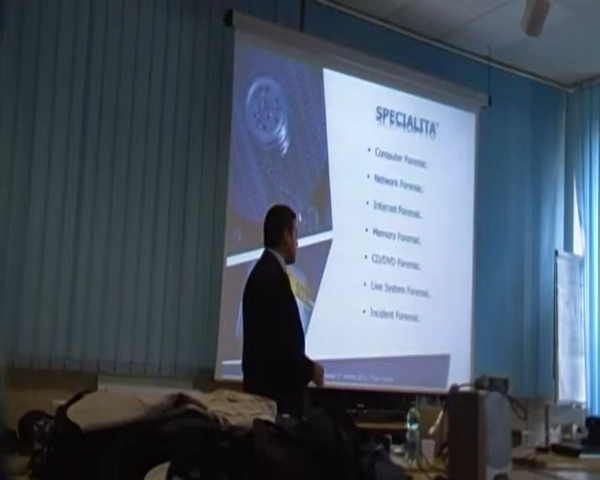 SPECIALITA'
• Computer Forensic.
• Network Forensic.
• Internet Forensic.
• Memory Forensic.
• CD/DVD Forensic.
• Live System Forensic.
• Incident Forensic.